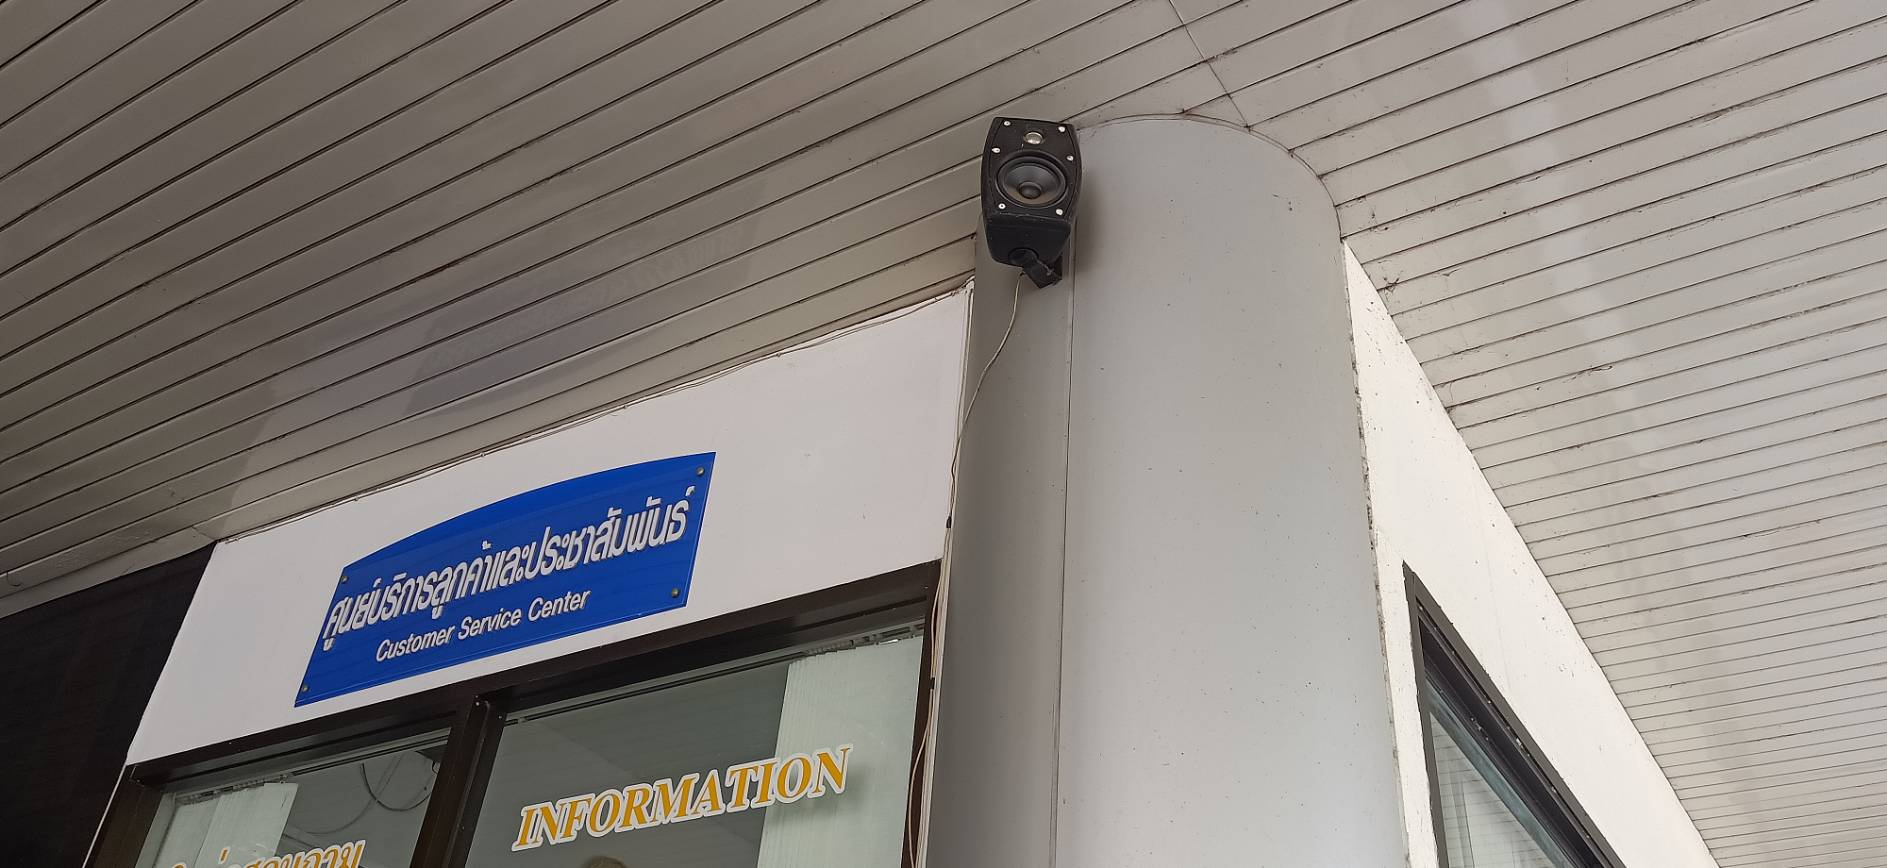 ศูนย์บริการลูกค้าและประชาสัมพันธ์
Customer Service Center
INFORMATION